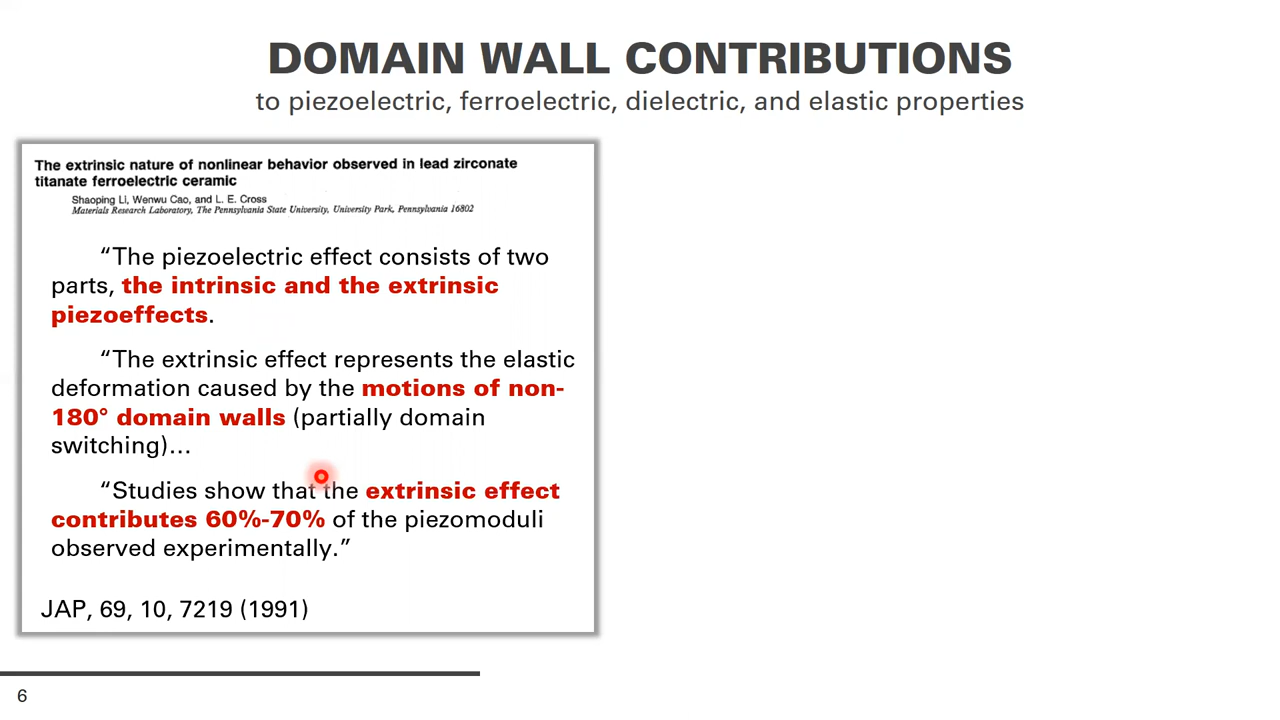 DOMAIN WALL CONTRIBUTIONS
to piezoelectric, ferroelectric, dielectric, and elastic properties
The extrinsic nature of nonlinear behavior observed in lead zirconate
titanate ferroelectric ceramic
Shaoping Li, Wenwu Cao, and L. E. Cross
Materials Research Laboratory, The Pennsylvania State University, University Park, Pennsylvania 16802
“The piezoelectric effect consists of two
parts, the intrinsic and the extrinsic
piezoeffects.
“The extrinsic effect represents the elastic
deformation caused by the motions of non-
180° domain walls (partially domain
switching)...
“Studies show that the extrinsic effect
contributes 60%-70% of the piezomoduli
observed experimentally.”
JAP, 69, 10, 7219 (1991)
6